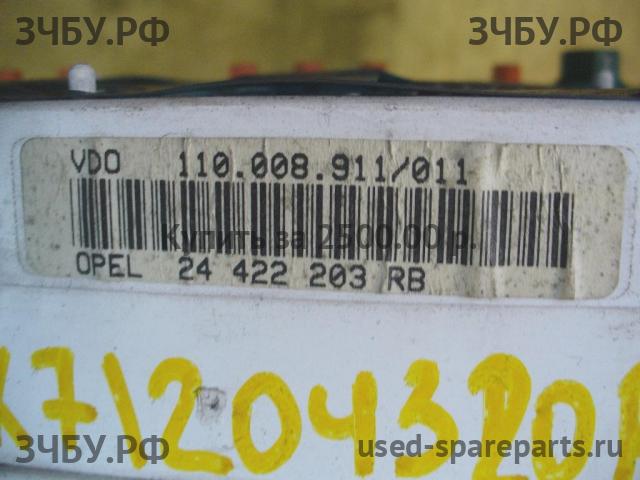 ЗЧБУ.РФ ЗЧБУ.РФ
VDO 110.008.911/011
Купить за 2500.00 р.
OPEL 24 422 203 RB
ЗЧБУ.РФ used-spareparts.ru